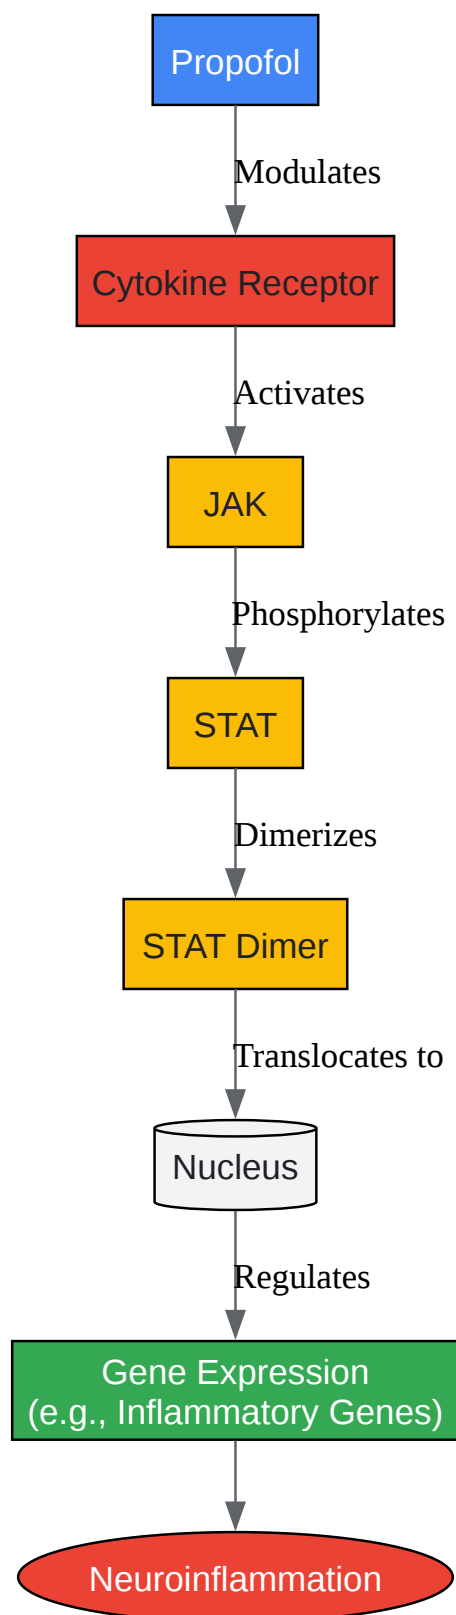 Propofol
Modulates
Cytokine Receptor
Activates
JAK
Phosphorylates
STAT
Dimerizes
STAT Dimer
Translocates to
Nucleus
Regulates
Gene Expression
(e.g., Inflammatory Genes)
Neuroinflammation